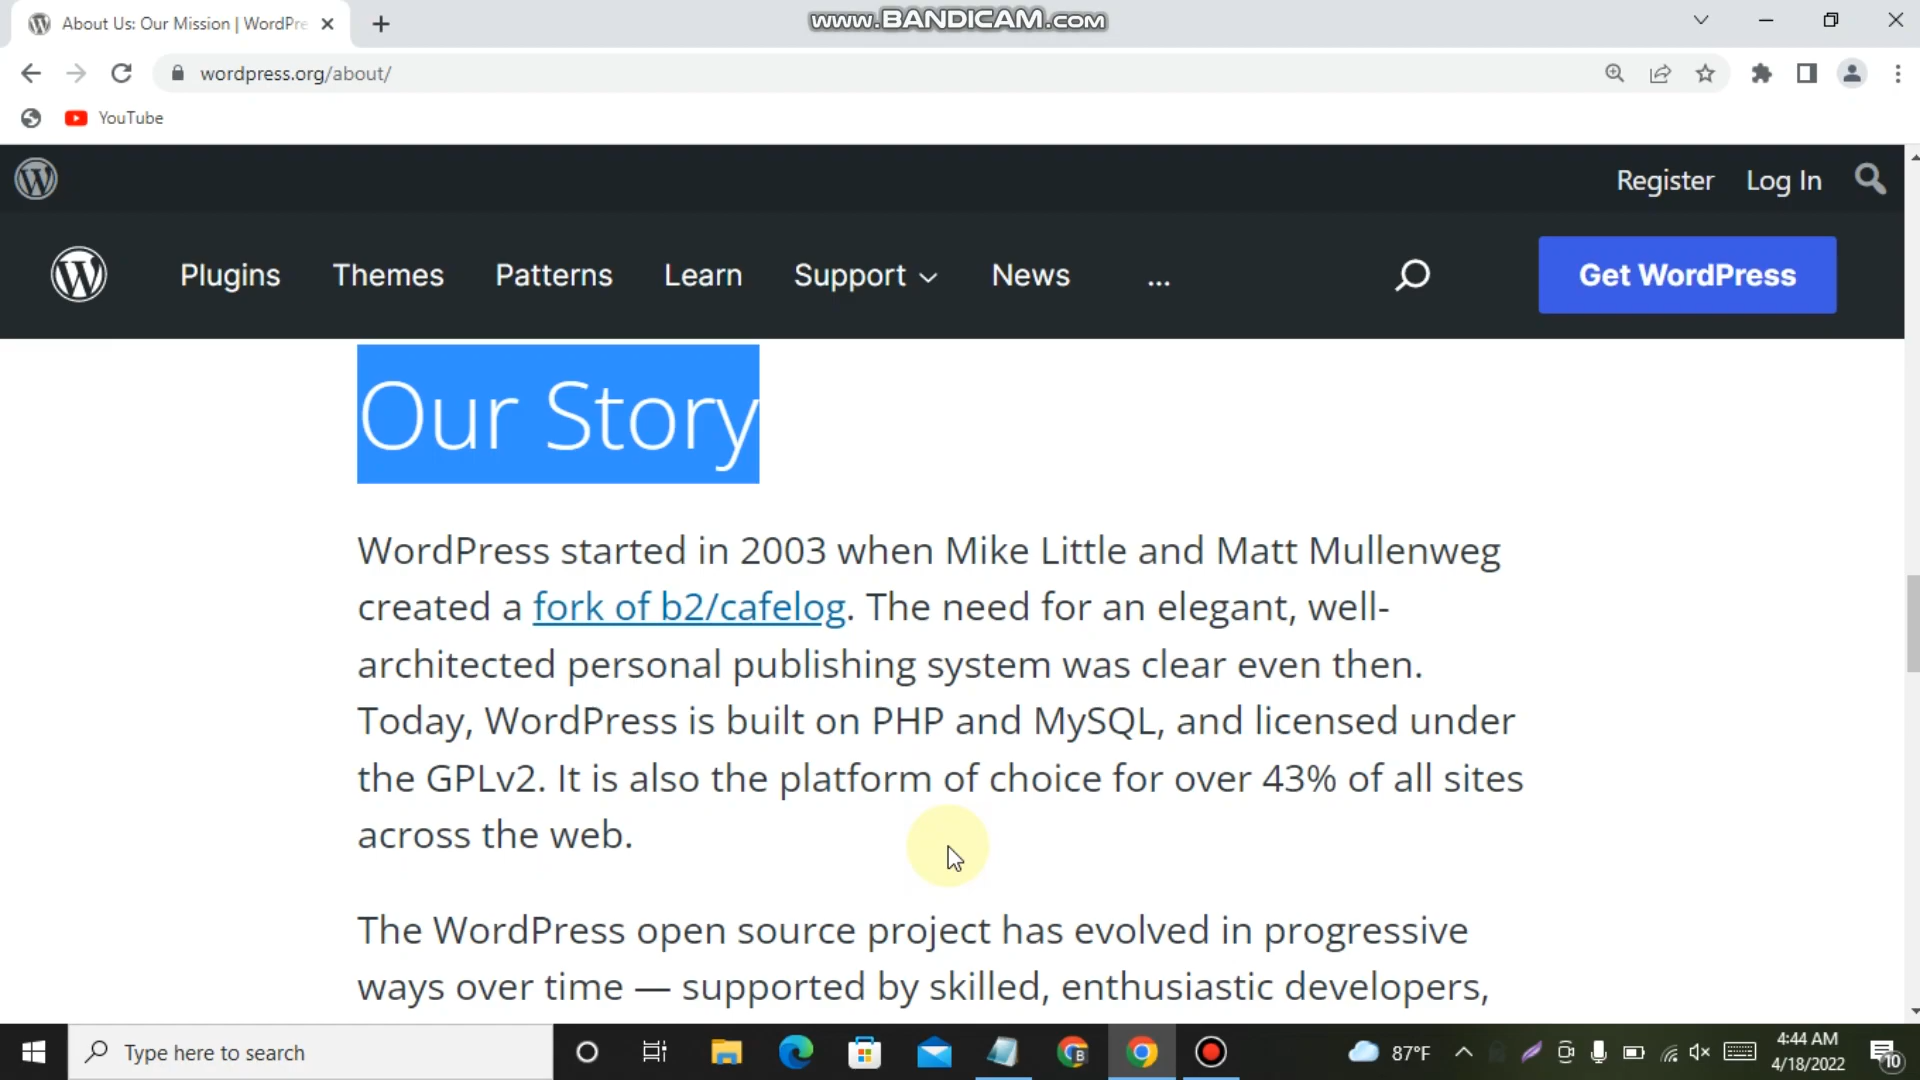 About Us: Our Mission | WordPre
www.BANDICAM.com
wordpress.org/about/
YouTube
Register Log In
Plugins Themes Patterns Learn Support News ... Get WordPress
Our Story
WordPress started in 2003 when Mike Little and Matt Mullenweg
created a fork of b2/cafelog. The need for an elegant, well-
architected personal publishing system was clear even then.
Today, WordPress is built on PHP and MySQL, and licensed under
the GPLv2. It is also the platform of choice for over 43% of all sites
across the web.
The WordPress open source project has evolved in progressive
ways over time — supported by skilled, enthusiastic developers,
Type here to search
87°F
4:44 AM
4/18/2022
10